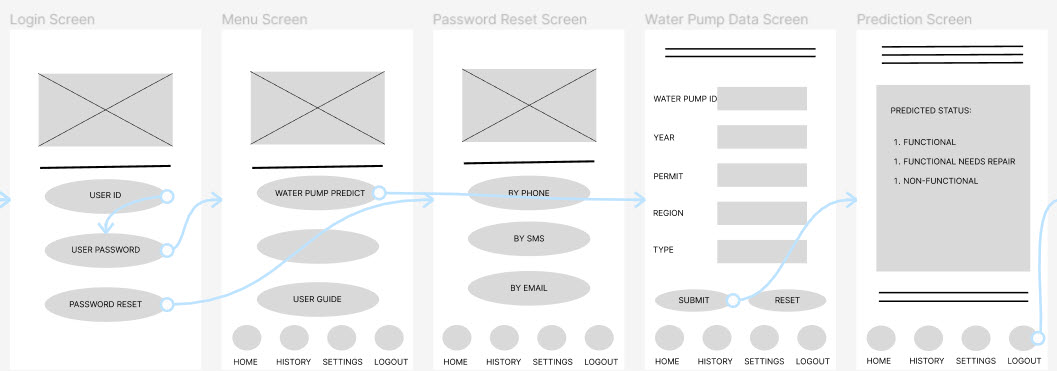 Login Screen
USER ID
USER PASSWORD
PASSWORD RESET
Menu Screen
WATER PUMP PREDICT
USER GUIDE
HOME HISTORY SETTINGS LOGOUT
Password Reset Screen
BY PHONE
BY SMS
BY EMAIL
HOME HISTORY SETTINGS LOGOUT
Water Pump Data Screen
WATER PUMP ID
YEAR
PERMIT
REGION
TYPE
SUBMIT RESET
HOME HISTORY SETTINGS LOGOUT
Prediction Screen
PREDICTED STATUS:
1. FUNCTIONAL
1. FUNCTIONAL NEEDS REPAIR
1. NON-FUNCTIONAL
HOME HISTORY SETTINGS LOGOUT